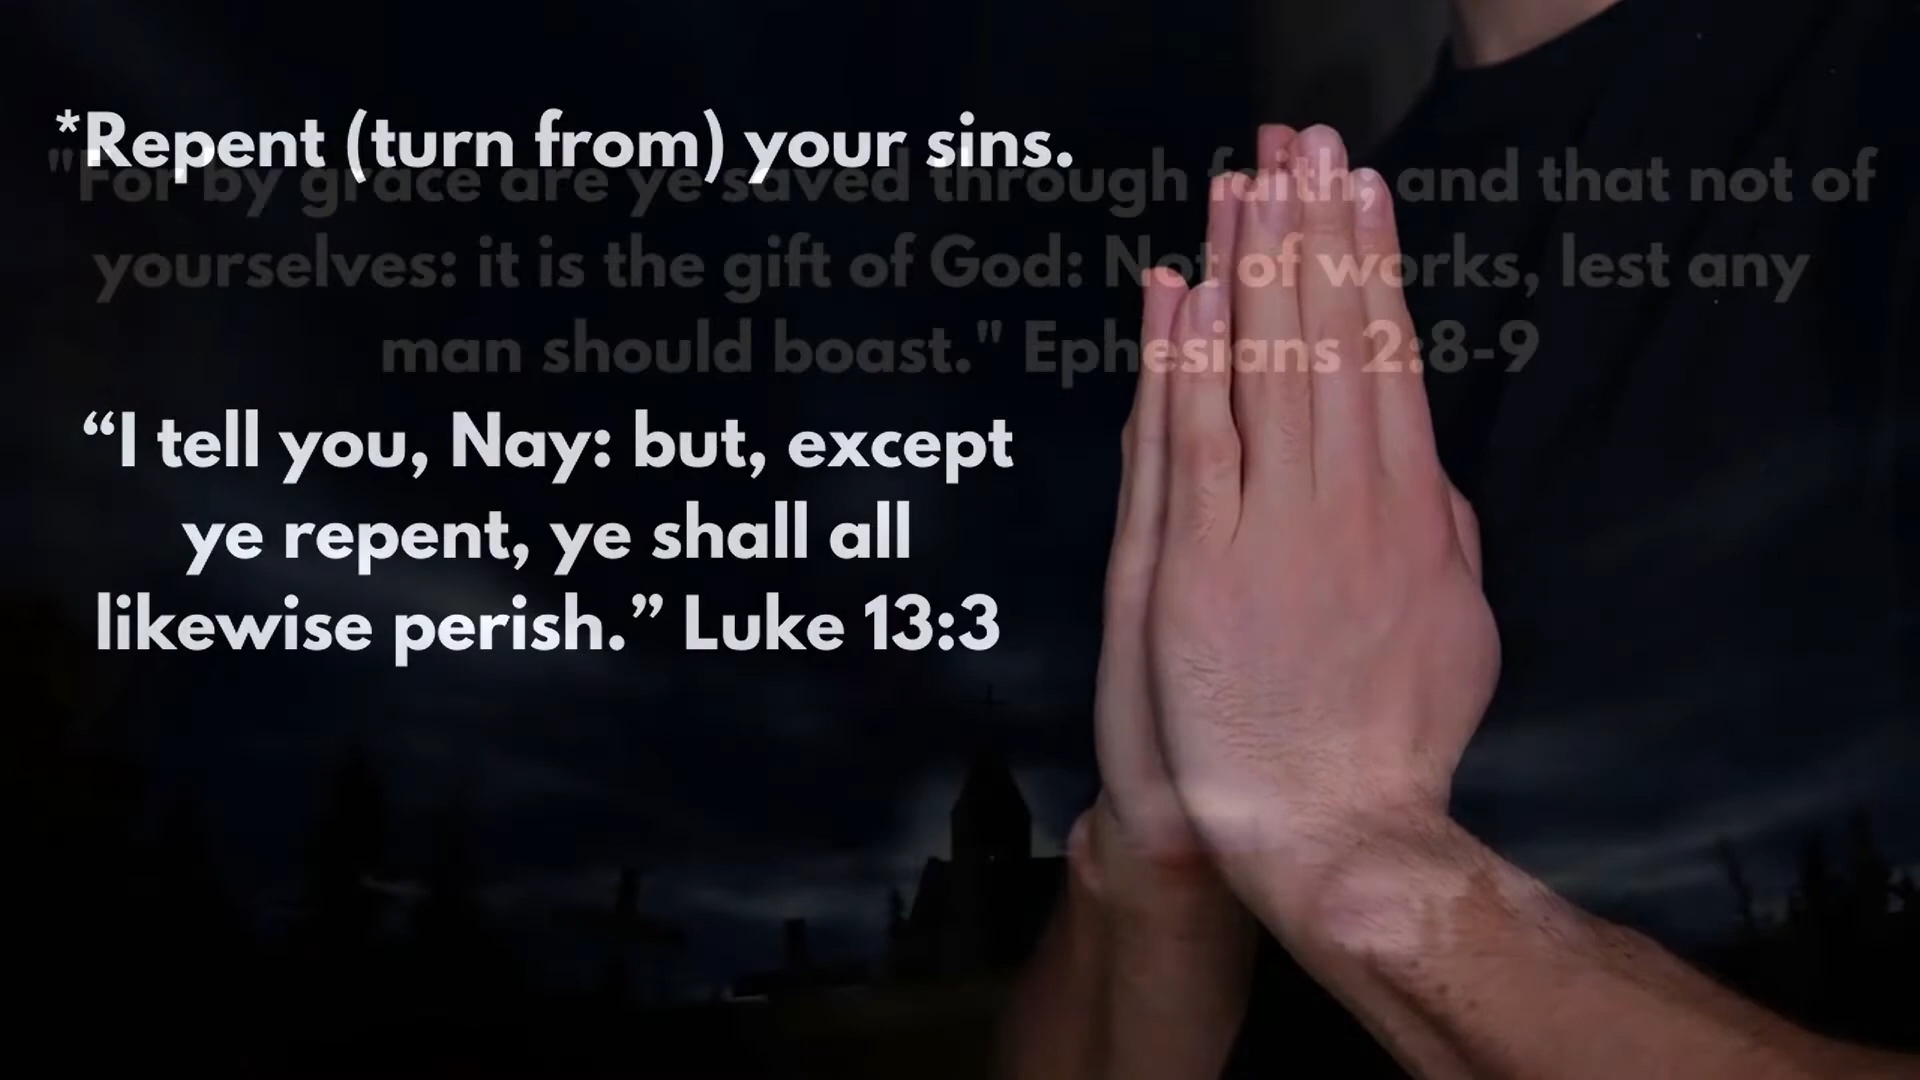 *Repent (turn from) your sins.
"For by grace are ye saved through faith; and that not of
yourselves: it is the gift of God: Not of works, lest any
man should boast." Ephesians 2:8-9
“I tell you, Nay: but, except
ye repent, ye shall all
likewise perish.” Luke 13:3